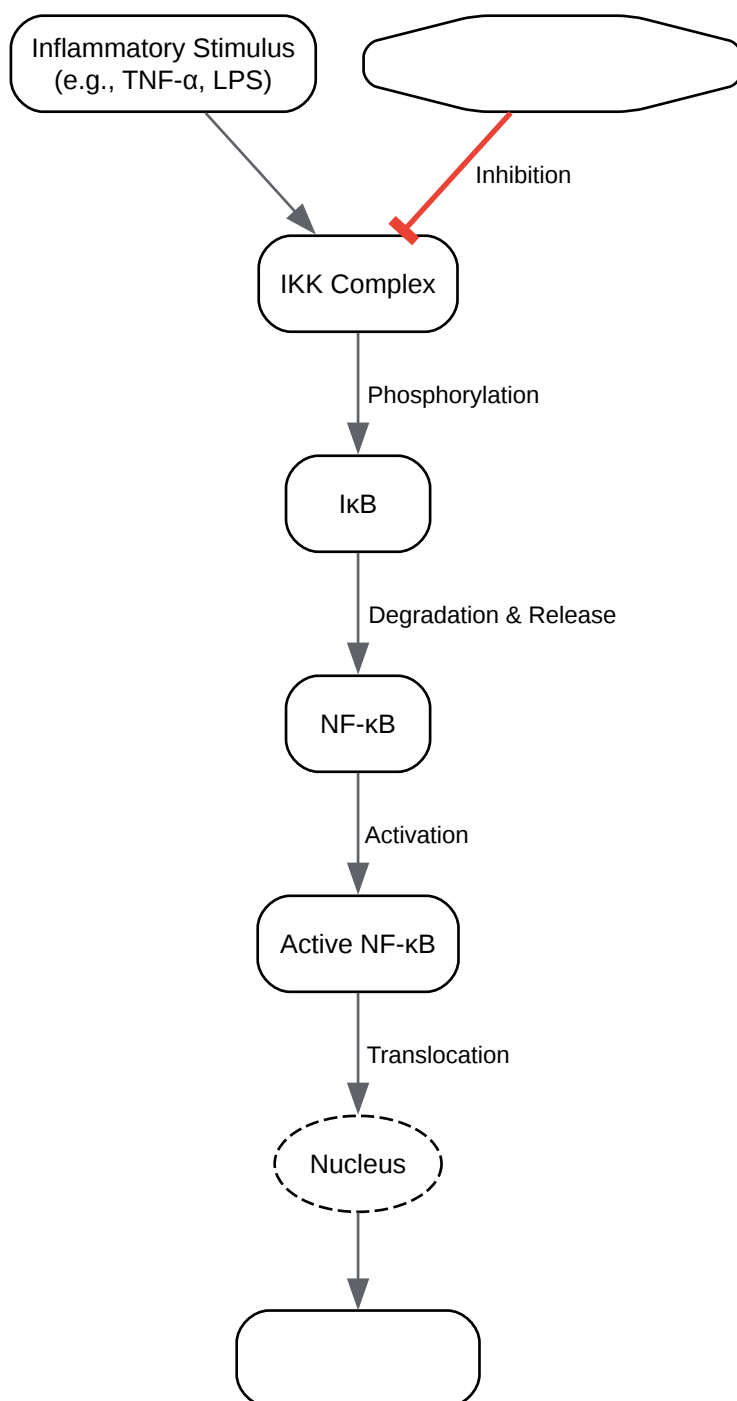 Inflammatory Stimulus
(e.g., TNF-α, LPS)
Inhibition
IKK Complex
Phosphorylation
IκB
Degradation & Release
NF-κB
Activation
Active NF-κB
Translocation
Nucleus